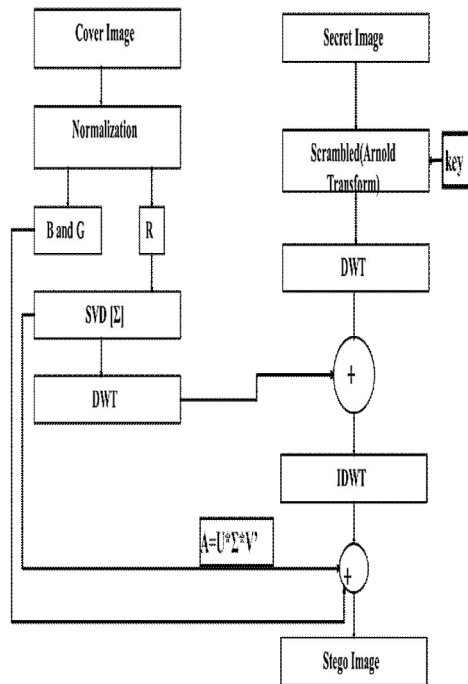 Cover Image
Secret Image
Normalization
Scrambled(Arnold
Transform)
key
B and G
R
DWT
SVD [Σ]
DWT
+
IDWT
A=U*Σ*V'
+
Stego Image